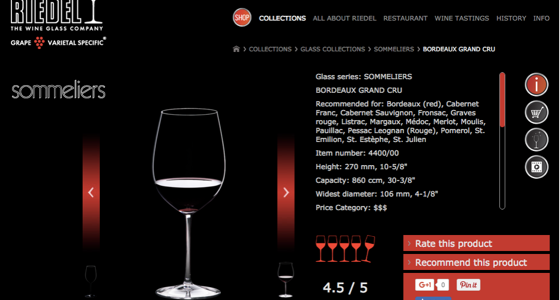 RIEDEL
THE WINE GLASS COMPANY
GRAPE VARIETAL SPECIFIC®
SHOP COLLECTIONS ALL ABOUT RIEDEL RESTAURANT WINE TASTINGS HISTORY INFO
> COLLECTIONS > GLASS COLLECTIONS > SOMMELIERS > BORDEAUX GRAND CRU
sommeliers
Glass series: SOMMELIERS
BORDEAUX GRAND CRU
Recommended for: Bordeaux (red), Cabernet
Franc, Cabernet Sauvignon, Fronsac, Graves
rouge, Listrac, Margaux, Médoc, Merlot, Moulis,
Pauillac, Pessac Leognan (Rouge), Pomerol, St.
Emilion, St. Estèphe, St. Julien
Item number: 4400/00
Height: 270 mm, 10-5/8"
Capacity: 860 ccm, 30-3/8"
Widest diameter: 106 mm, 4-1/8"
Price Category: $$$
4.5 / 5
> Rate this product
> Recommend this product
G+1 0 Pin it